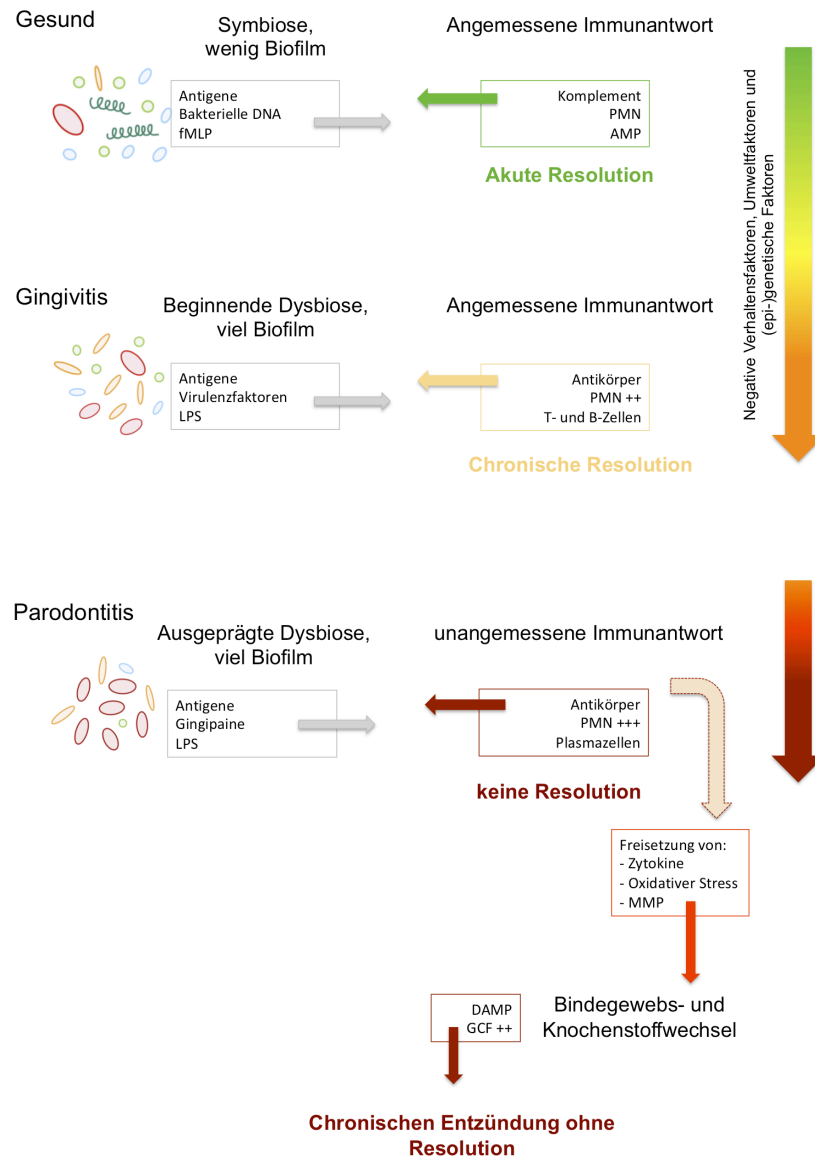 Gesund
Symbiose,
wenig Biofilm
Angemessene Immunantwort
Antigene
Bakterielle DNA
fMLP
Komplement
PMN
AMP
Akute Resolution
Negative Verhaltensfaktoren, Umweltfaktoren und
(epi-)genetische Faktoren
Gingivitis
Beginnende Dysbiose,
viel Biofilm
Angemessene Immunantwort
Antigene
Virulenzfaktoren
LPS
Antikörper
PMN ++
T- und B-Zellen
Chronische Resolution
Parodontitis
Ausgeprägte Dysbiose,
viel Biofilm
unangemessene Immunantwort
Antigene
Gingipaine
LPS
Antikörper
PMN +++
Plasmazellen
keine Resolution
Freisetzung von:
- Zytokine
- Oxidativer Stress
- MMP
DAMP
GCF ++
Bindegewebs- und
Knochenstoffwechsel
Chronischen Entzündung ohne
Resolution